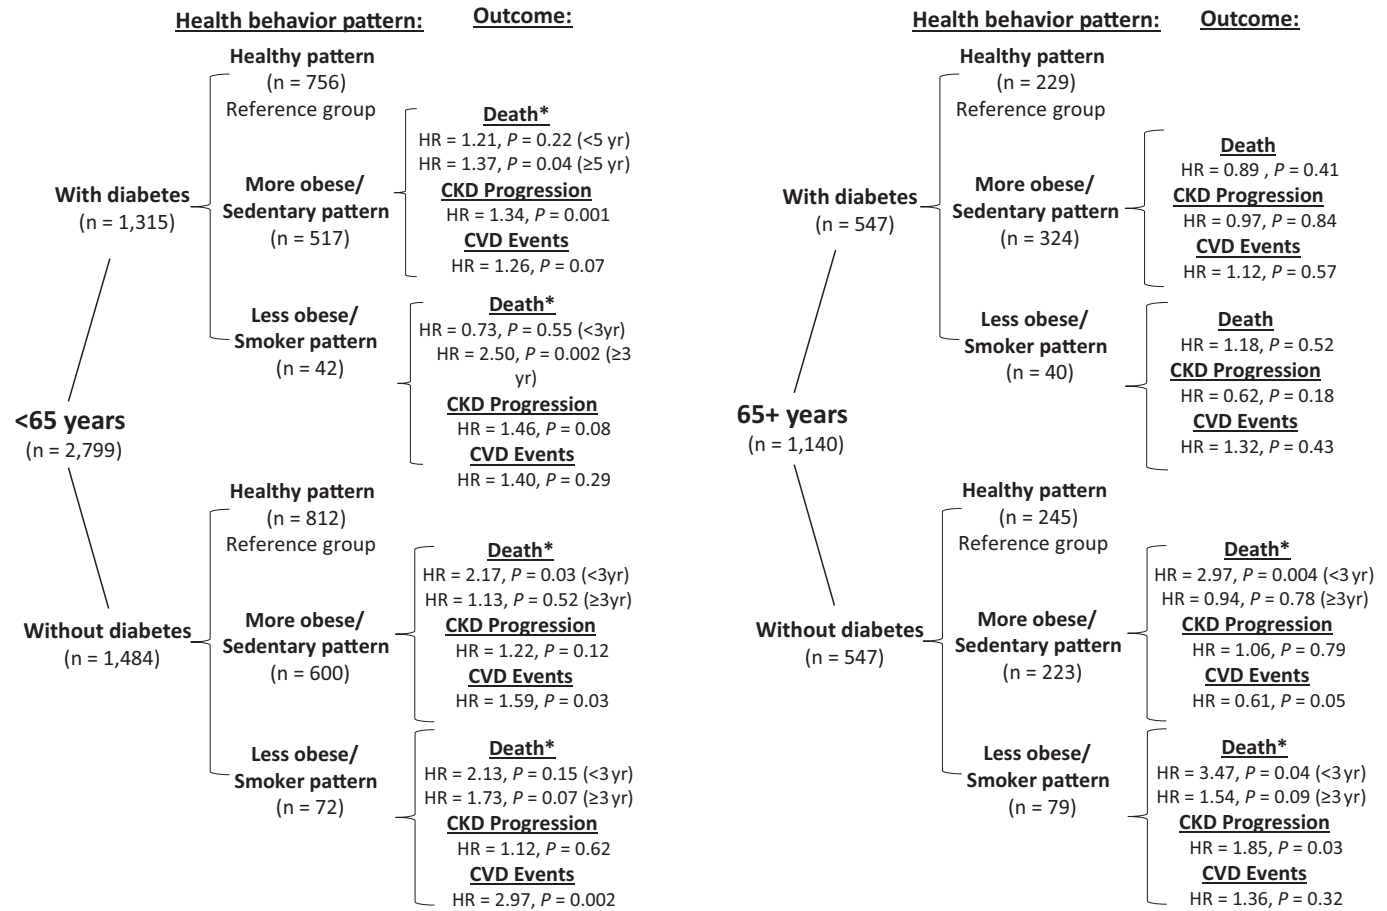 Health behavior pattern:
Outcome:
Healthy pattern
(n = 756)
Reference group
Death*
HR = 1.21, P = 0.22 (<5 yr)
HR = 1.37, P = 0.04 (≥5 yr)
CKD Progression
HR = 1.34, P = 0.001
CVD Events
HR = 1.26, P = 0.07
With diabetes
(n = 1,315)
More obese/
Sedentary pattern
(n = 517)
Less obese/
Smoker pattern
(n = 42)
Death*
HR = 0.73, P = 0.55 (<3yr)
HR = 2.50, P = 0.002 (≥3
yr)
CKD Progression
HR = 1.46, P = 0.08
CVD Events
HR = 1.40, P = 0.29
<65 years
(n = 2,799)
Healthy pattern
(n = 812)
Reference group
Death*
HR = 2.17, P = 0.03 (<3yr)
HR = 1.13, P = 0.52 (≥3yr)
CKD Progression
HR = 1.22, P = 0.12
CVD Events
HR = 1.59, P = 0.03
Without diabetes
(n = 1,484)
More obese/
Sedentary pattern
(n = 600)
Less obese/
Smoker pattern
(n = 72)
Death*
HR = 2.13, P = 0.15 (<3yr)
HR = 1.73, P = 0.07 (≥3 yr)
CKD Progression
HR = 1.12, P = 0.62
CVD Events
HR = 2.97, P = 0.002
Health behavior pattern:
Outcome:
Healthy pattern
(n = 229)
Reference group
Death
HR = 0.89 , P = 0.41
CKD Progression
HR = 0.97, P = 0.84
CVD Events
HR = 1.12, P = 0.57
With diabetes
(n = 547)
More obese/
Sedentary pattern
(n = 324)
Less obese/
Smoker pattern
(n = 40)
Death
HR = 1.18, P = 0.52
CKD Progression
HR = 0.62, P = 0.18
CVD Events
HR = 1.32, P = 0.43
65+ years
(n = 1,140)
Healthy pattern
(n = 245)
Reference group
Death*
HR = 2.97, P = 0.004 (<3 yr)
HR = 0.94, P = 0.78 (≥3yr)
CKD Progression
HR = 1.06, P = 0.79
CVD Events
HR = 0.61, P = 0.05
Without diabetes
(n = 547)
More obese/
Sedentary pattern
(n = 223)
Less obese/
Smoker pattern
(n = 79)
Death*
HR = 3.47, P = 0.04 (<3yr)
HR = 1.54, P = 0.09 (≥3 yr)
CKD Progression
HR = 1.85, P = 0.03
CVD Events
HR = 1.36, P = 0.32